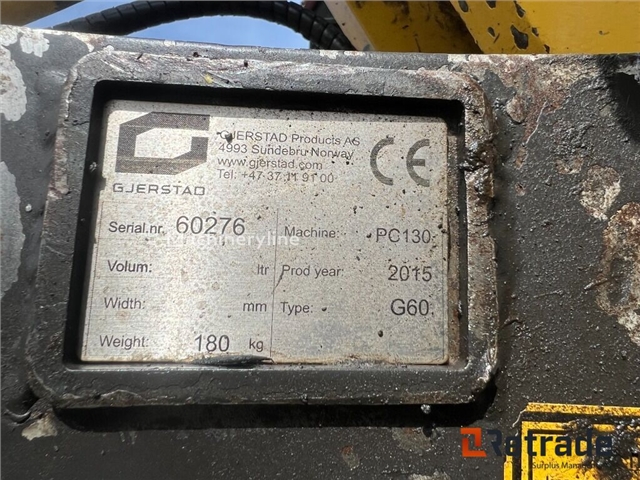 GJERSTAD
GJERSTAD Products AS
4993 Sundebru Norway
www.gjerstad.com
Tel: +47 37 11 91 00
CE
Serial.nr. 60276 Machine: PC130
Machineryline
Volum: ltr Prod year: 2015
Width: mm Type: G60
Weight: 180 kg
Retrade
Surplus Management